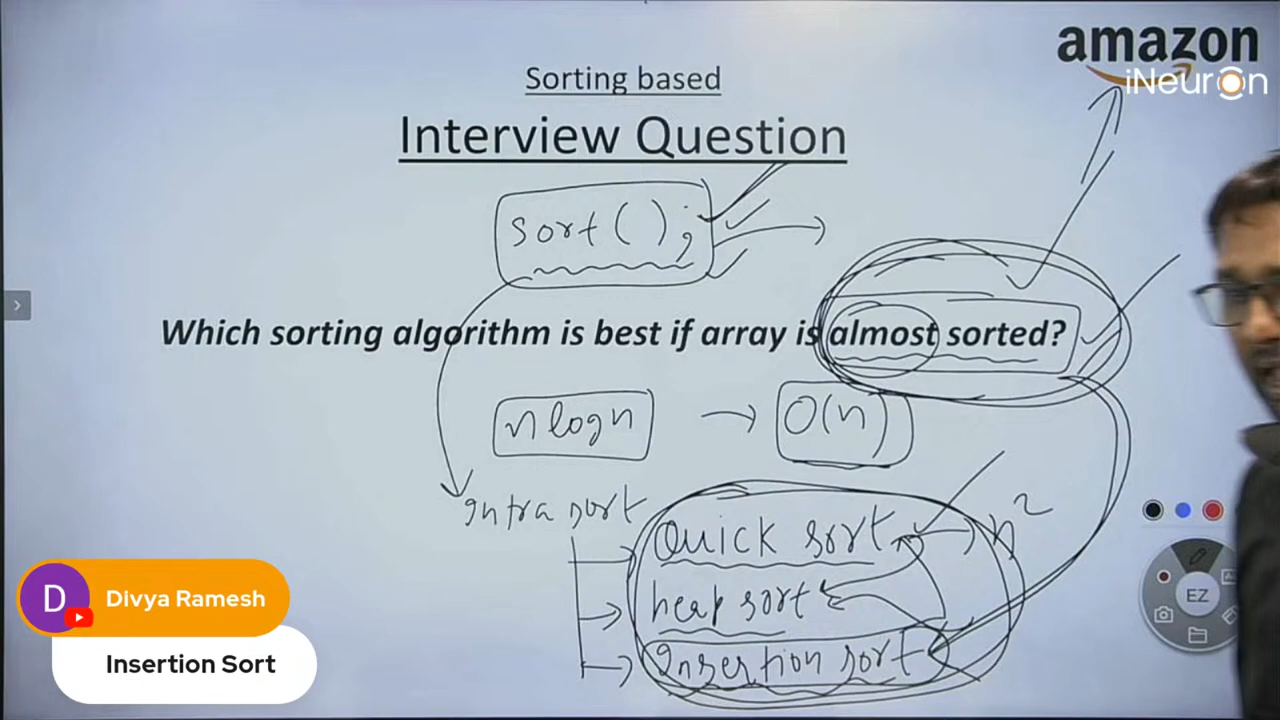 amazon
iNeuron
Sorting based
Interview Question
sort();
Which sorting algorithm is best if array is almost sorted?
nlogn → O(n)
intra sort
Quick sort → n²
heap sort
insertion sort
D Divya Ramesh
Insertion Sort
EZ